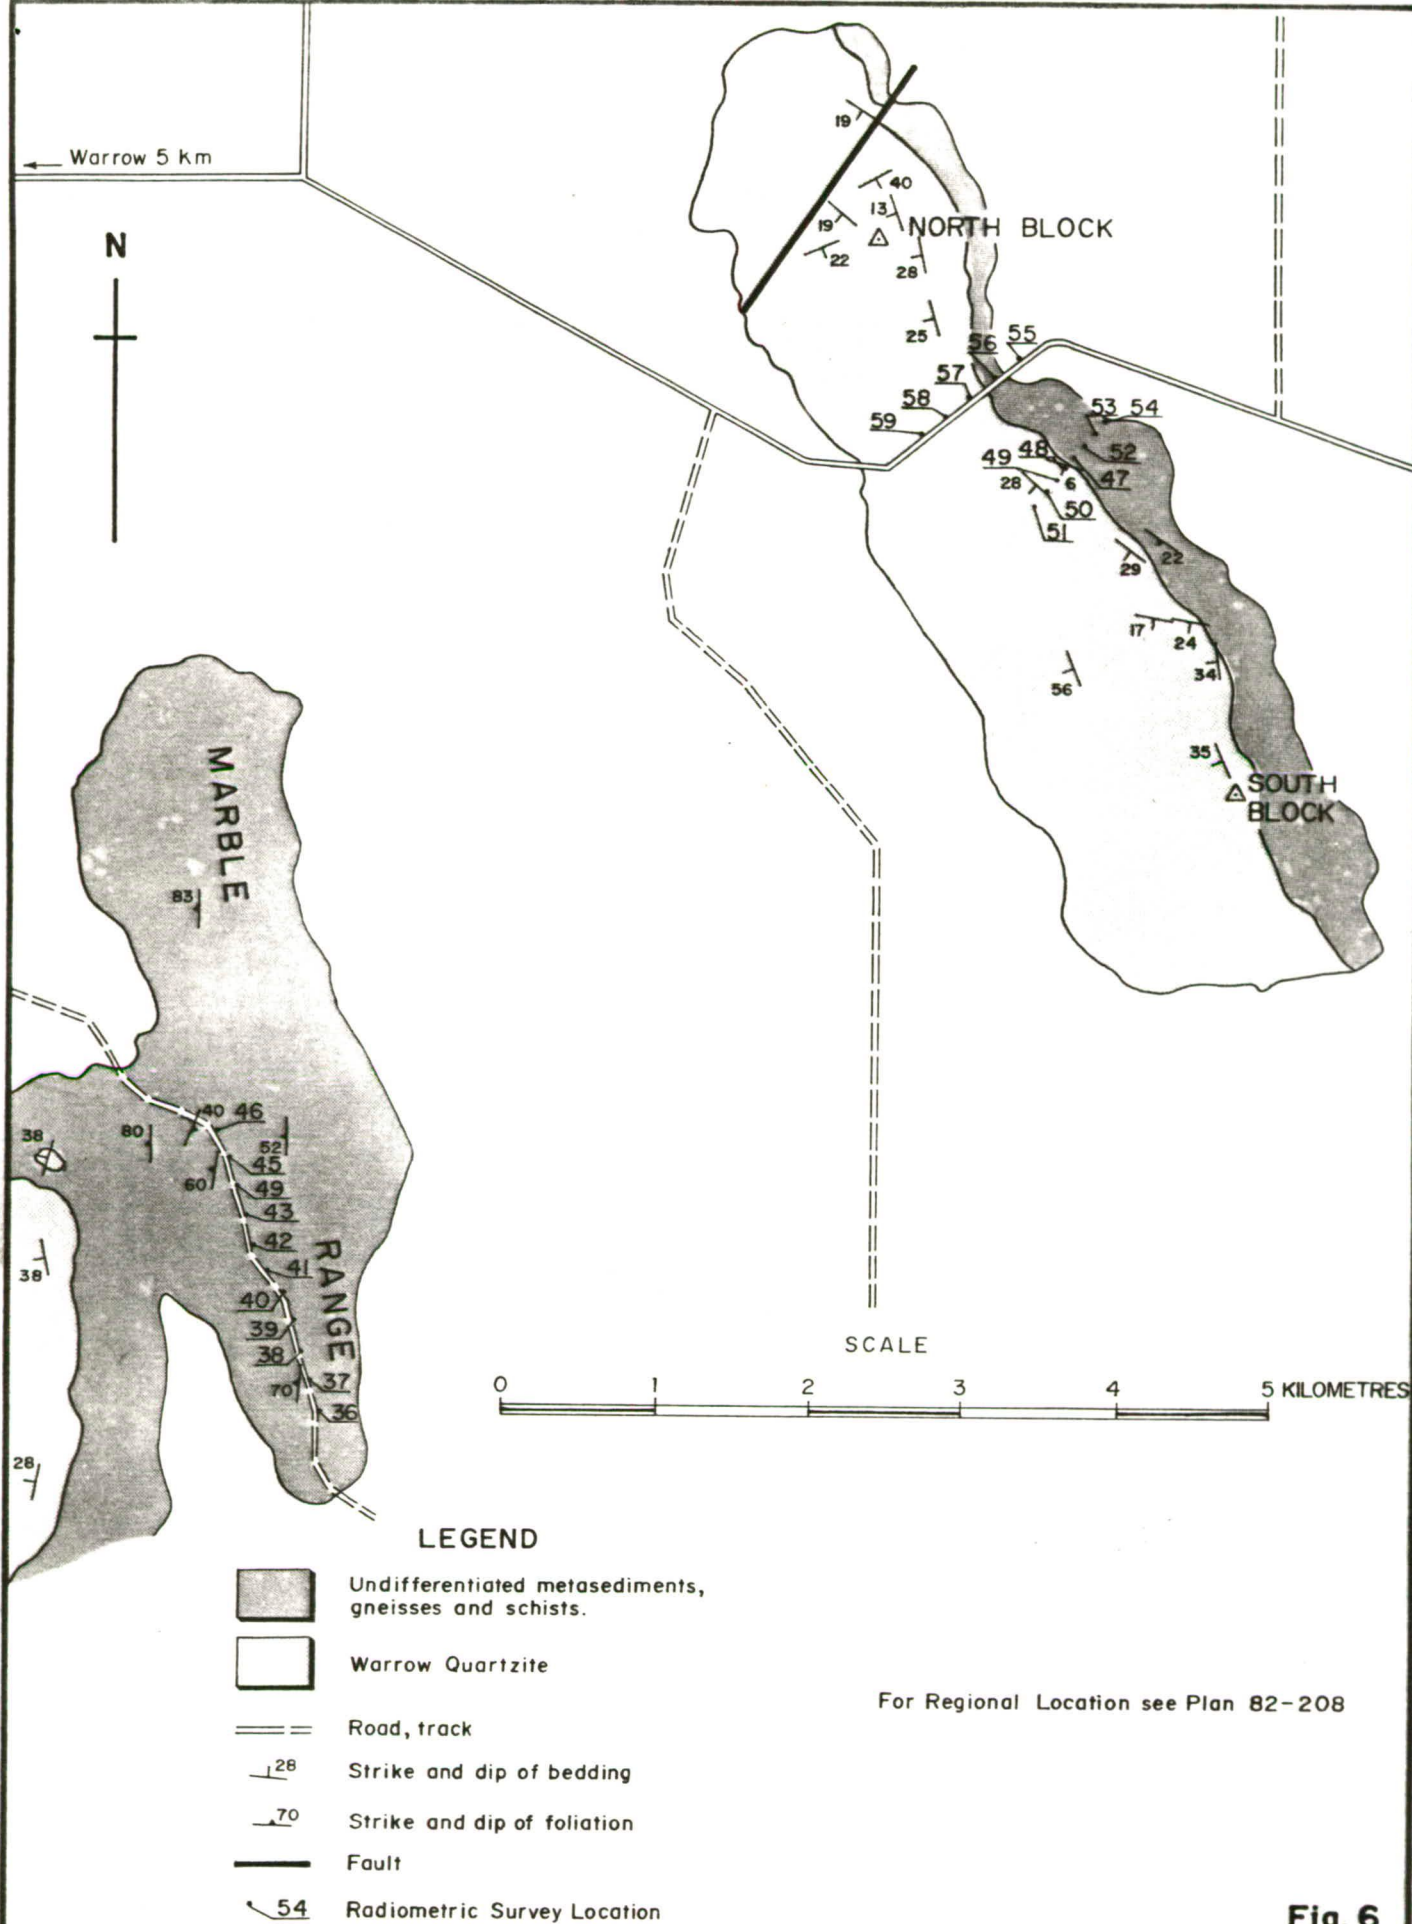 Warrow 5 km
N
19
40
13
19
NORTH BLOCK
22
28
25
56
55
57
58
59
53
54
48
52
49
28
6
47
50
51
22
29
17
24
56
34
35
SOUTH
BLOCK
MARBLE
83
38
80
40
46
52
45
60
49
43
42
38
41
40
RANGE
39
38
70
37
36
28
SCALE
0 1 2 3 4 5 KILOMETRES
LEGEND
Undifferentiated metasediments,
gneisses and schists.
Warrow Quartzite
For Regional Location see Plan 82-208
Road, track
28 Strike and dip of bedding
70 Strike and dip of foliation
Fault
54 Radiometric Survey Location
Fig. 6